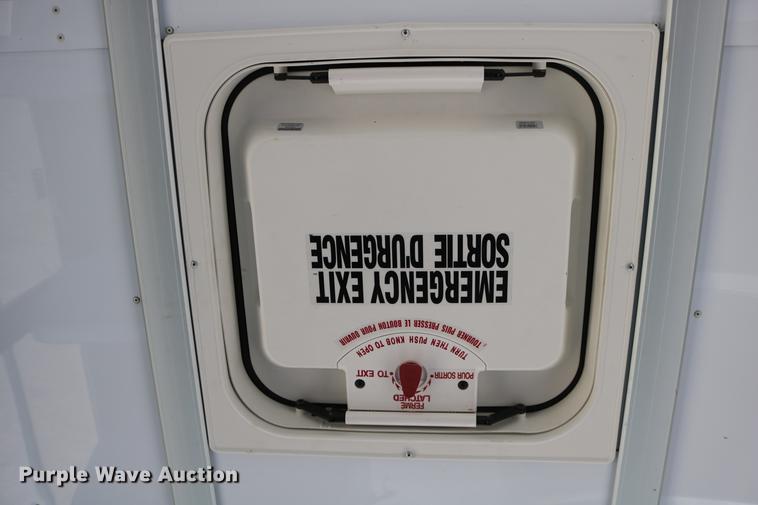 EMERGENCY EXIT
SORTIE D'URGENCE
TOURNER PUIS PRESSER LE BOUTON POUR OUVRIR
TURN THEN PUSH KNOB TO OPEN
POUR SORTIR
TO EXIT
LATCHED
FERMÉ
Purple Wave Auction